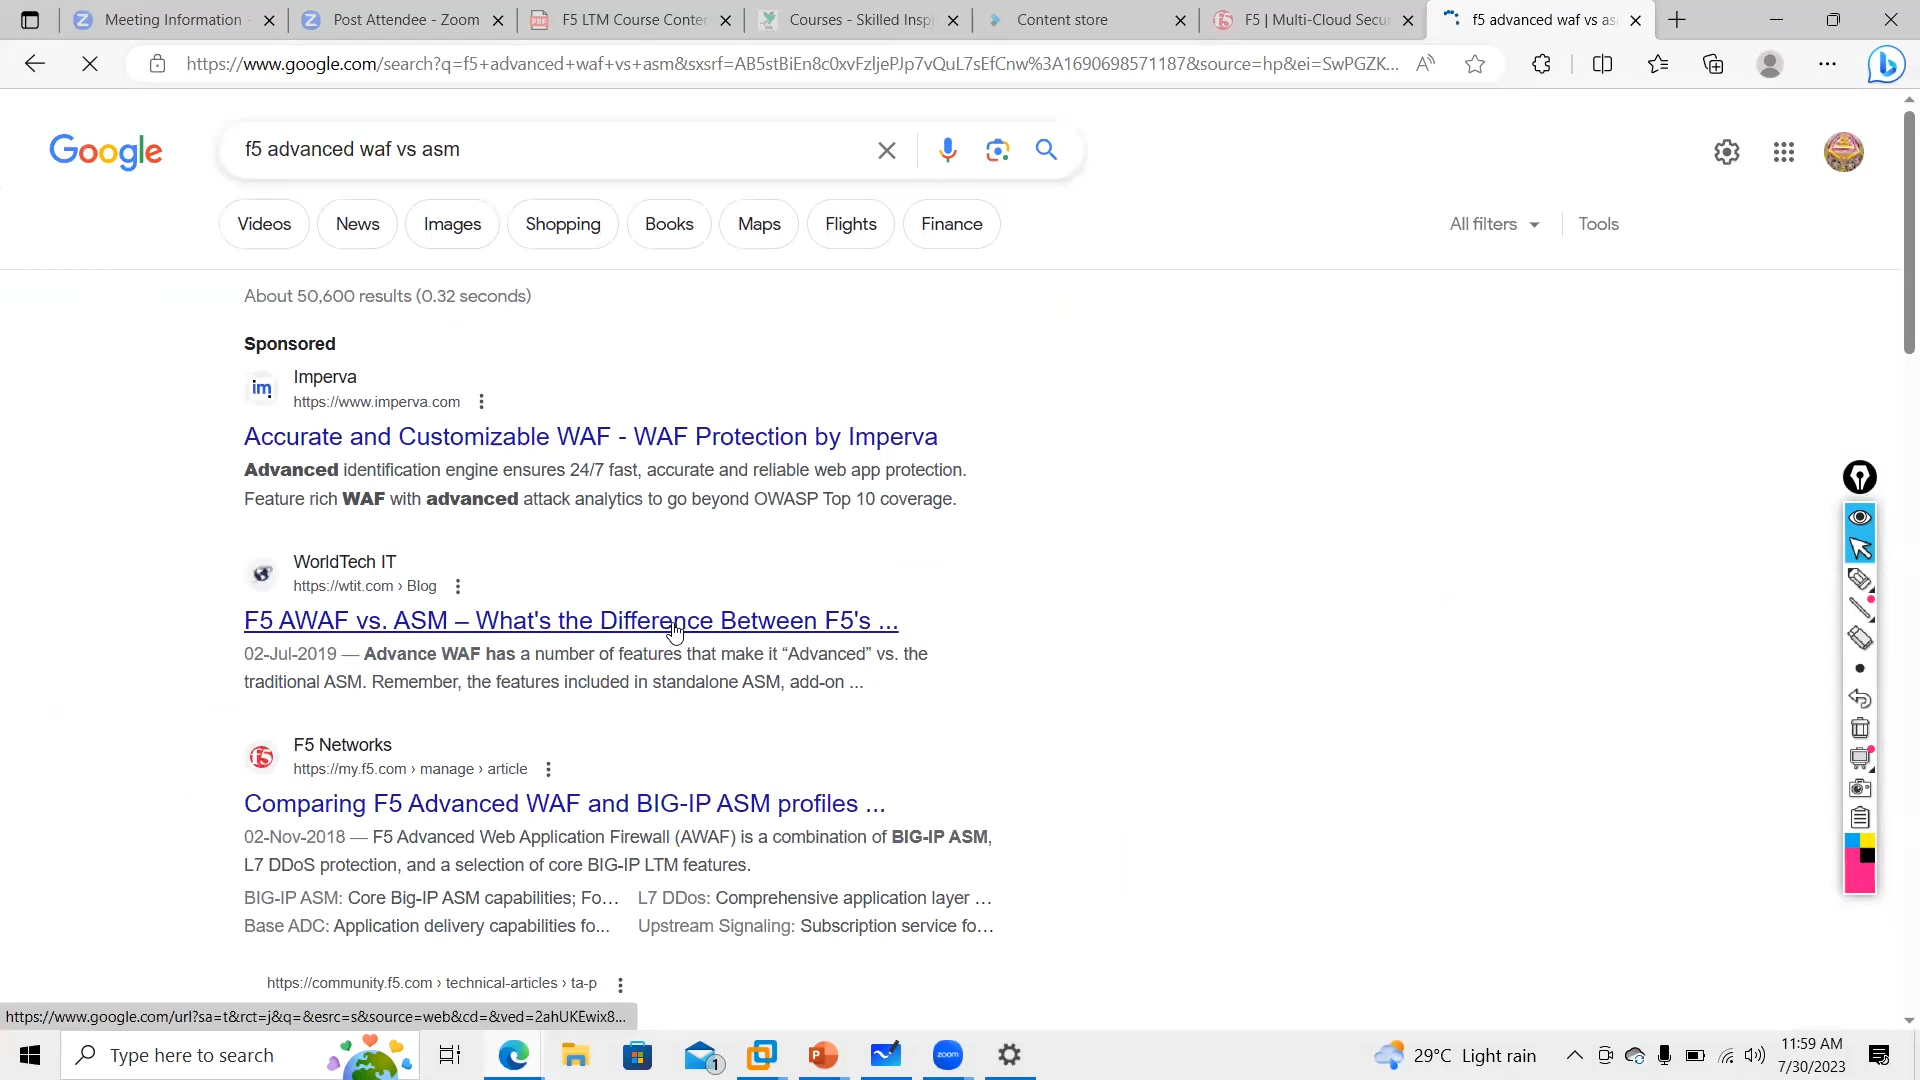 Meeting Information
Post Attendee - Zoom
F5 LTM Course Conte
Courses - Skilled Insp
Content store
F5 | Multi-Cloud Secu
f5 advanced waf vs as
https://www.google.com/search?q=f5+advanced+waf+vs+asm&sxsrf=AB5stBiEn8c0xvFzljePJp7vQuL7sEfCnw%3A1690698571187&source=hp&ei=SwPGZK...
Google
f5 advanced waf vs asm
Videos
News
Images
Shopping
Books
Maps
Flights
Finance
All filters
Tools
About 50,600 results (0.32 seconds)
Sponsored
im
Imperva
https://www.imperva.com
Accurate and Customizable WAF - WAF Protection by Imperva
Advanced identification engine ensures 24/7 fast, accurate and reliable web app protection.
Feature rich WAF with advanced attack analytics to go beyond OWASP Top 10 coverage.
WorldTech IT
https://wtit.com › Blog
F5 AWAF vs. ASM – What's the Difference Between F5's ...
02-Jul-2019 — Advance WAF has a number of features that make it “Advanced” vs. the
traditional ASM. Remember, the features included in standalone ASM, add-on ...
f5
F5 Networks
https://my.f5.com › manage › article
Comparing F5 Advanced WAF and BIG-IP ASM profiles ...
02-Nov-2018 — F5 Advanced Web Application Firewall (AWAF) is a combination of BIG-IP ASM,
L7 DDoS protection, and a selection of core BIG-IP LTM features.
BIG-IP ASM: Core Big-IP ASM capabilities; Fo...
L7 DDos: Comprehensive application layer ...
Base ADC: Application delivery capabilities fo...
Upstream Signaling: Subscription service fo...
https://community.f5.com › technical-articles › ta-p
https://www.google.com/url?sa=t&rct=j&q=&esrc=s&source=web&cd=&ved=2ahUKEwix8...
Type here to search
1
zoom
29°C Light rain
11:59 AM
7/30/2023